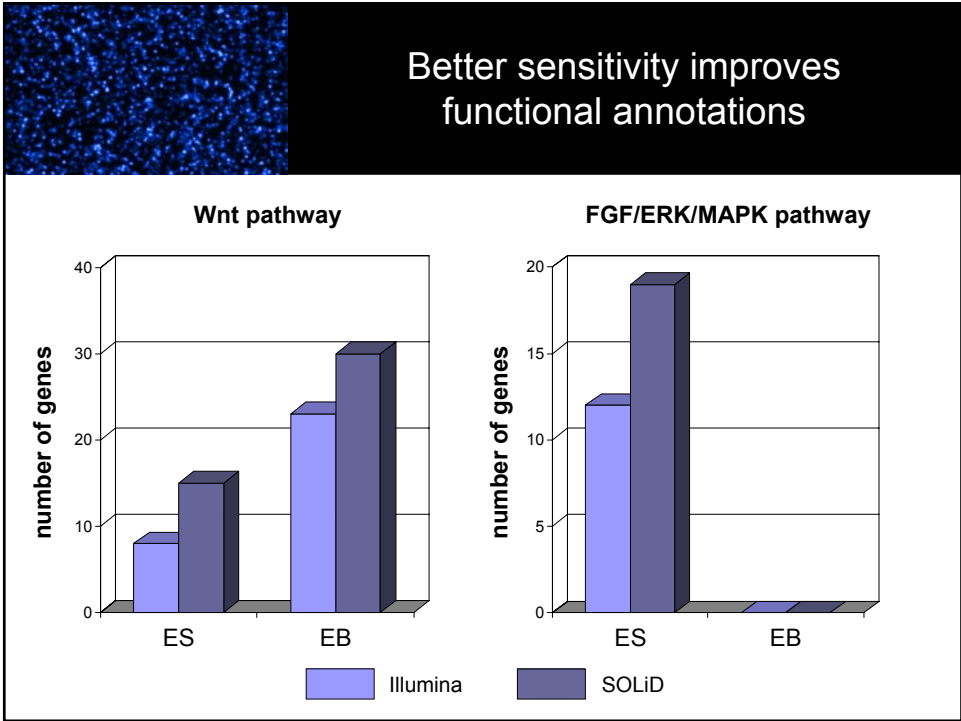 Better sensitivity improves
functional annotations
Wnt pathway
number of genes
40
30
20
10
0
ES
EB
FGF/ERK/MAPK pathway
number of genes
20
15
10
5
0
ES
EB
Illumina
SOLiD